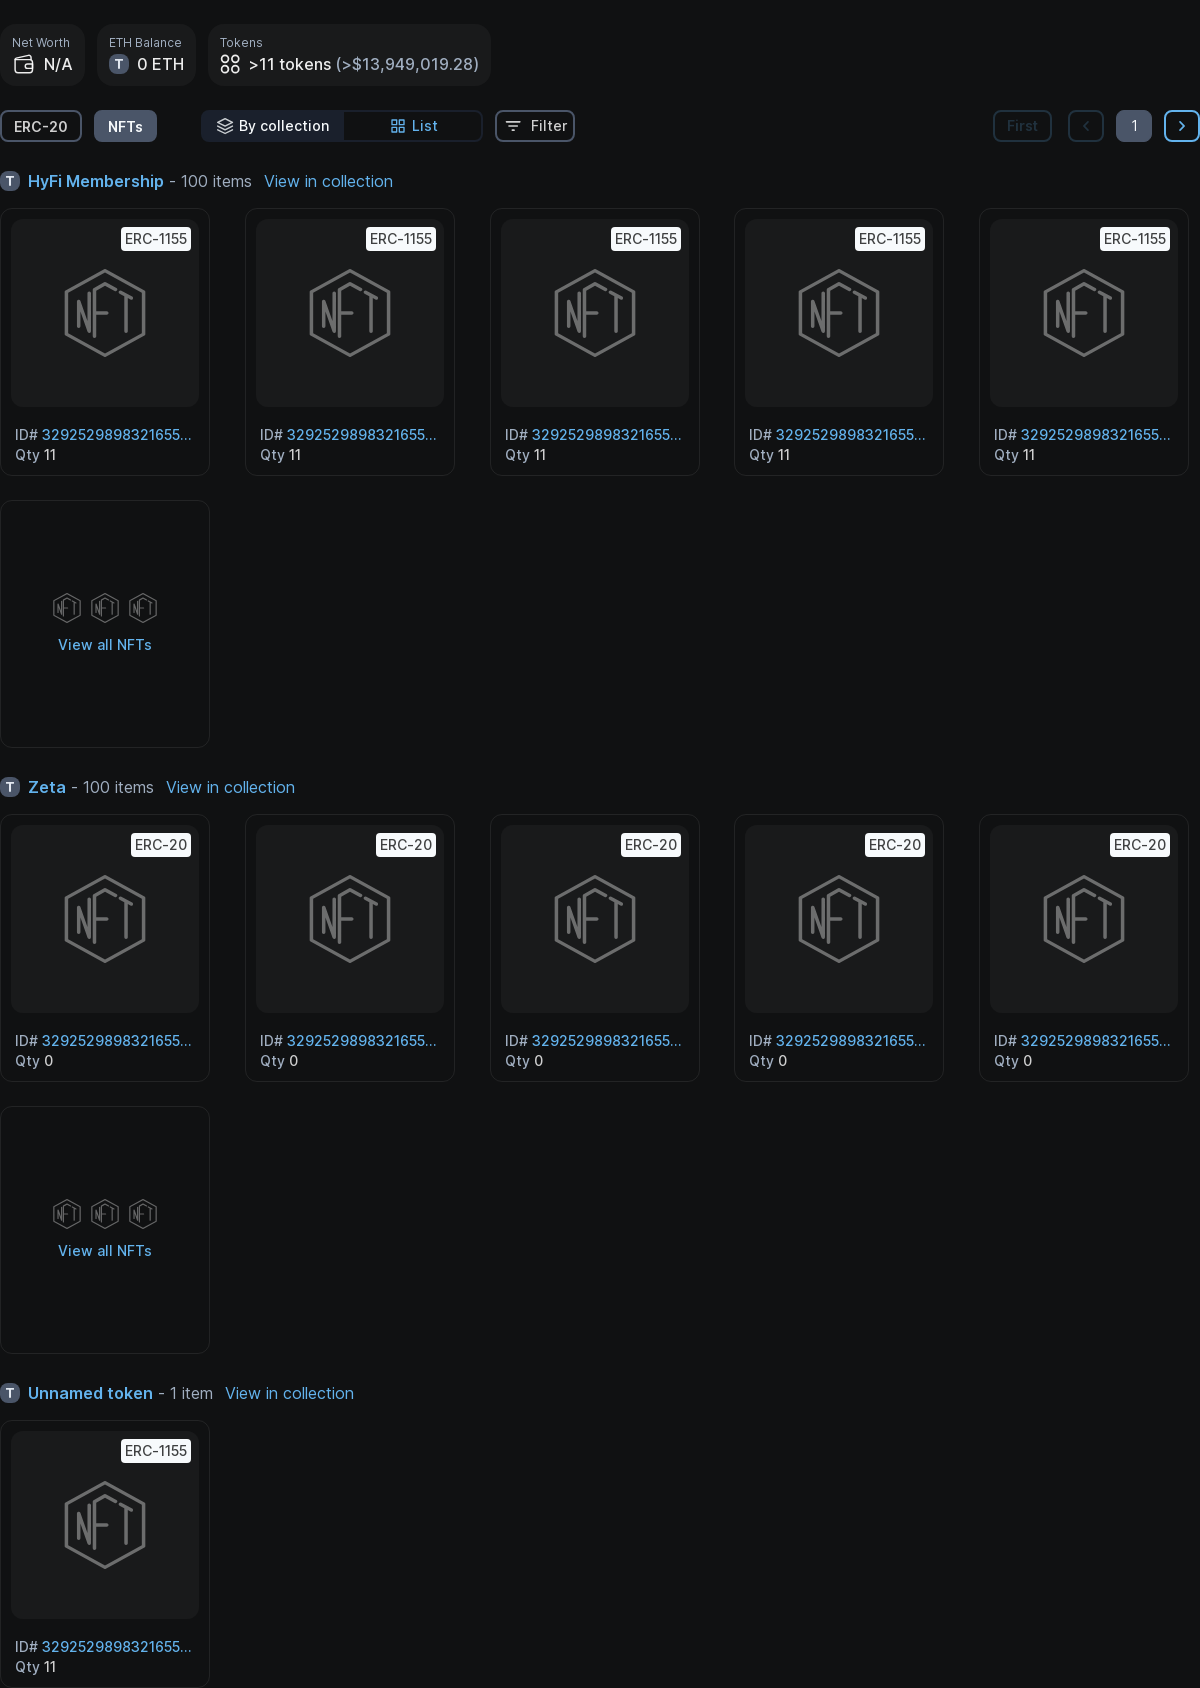 Net Worth
N/A
ETH Balance
T 0 ETH
Tokens
>11 tokens (>$13,949,019.28)
ERC-20 NFTs By collection List Filter First 1
T HyFi Membership - 100 items View in collection
ERC-1155 ERC-1155 ERC-1155 ERC-1155 ERC-1155
NFT NFT NFT NFT NFT
ID# 3292529898321655... ID# 3292529898321655... ID# 3292529898321655... ID# 3292529898321655... ID# 3292529898321655...
Qty 11 Qty 11 Qty 11 Qty 11 Qty 11
NFT NFT NFT
View all NFTs
T Zeta - 100 items View in collection
ERC-20 ERC-20 ERC-20 ERC-20 ERC-20
NFT NFT NFT NFT NFT
ID# 3292529898321655... ID# 3292529898321655... ID# 3292529898321655... ID# 3292529898321655... ID# 3292529898321655...
Qty 0 Qty 0 Qty 0 Qty 0 Qty 0
NFT NFT NFT
View all NFTs
T Unnamed token - 1 item View in collection
ERC-1155
NFT
ID# 3292529898321655...
Qty 11